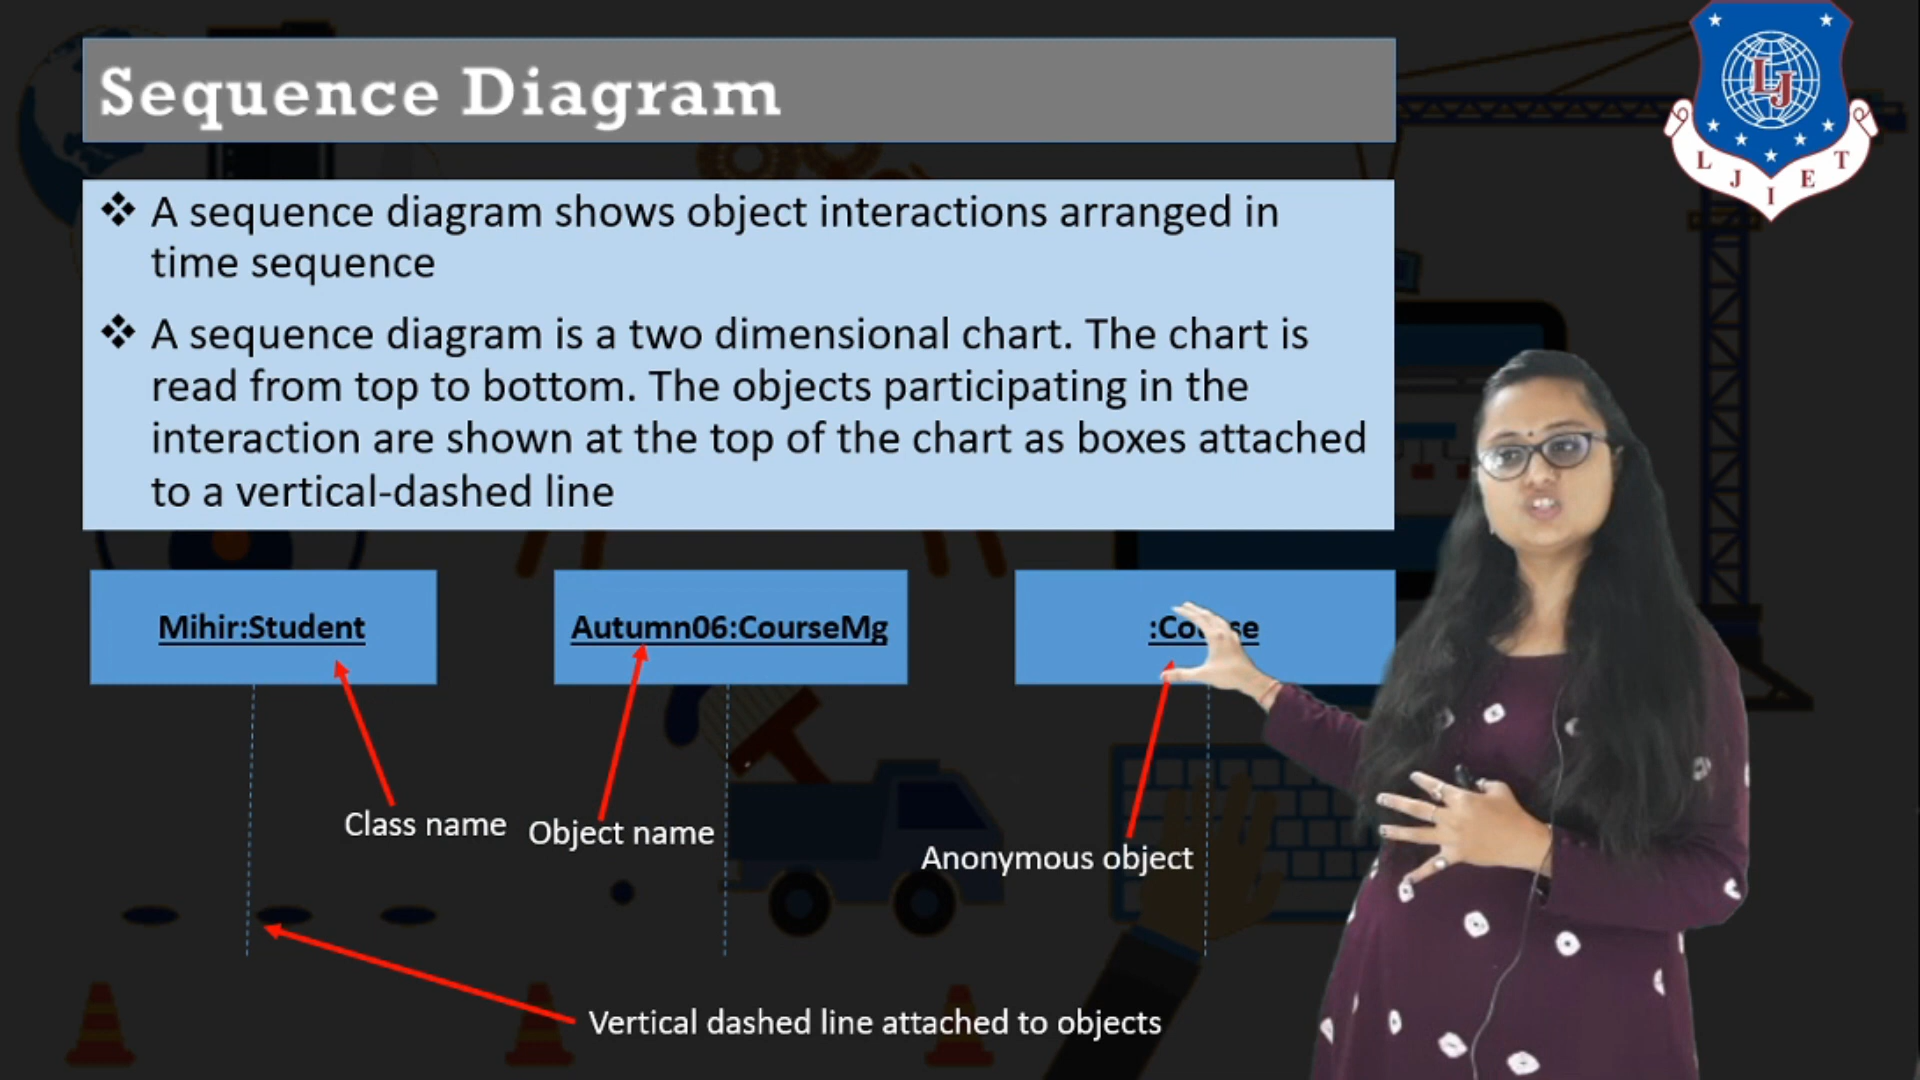 Sequence Diagram
❖ A sequence diagram shows object interactions arranged in
time sequence
❖ A sequence diagram is a two dimensional chart. The chart is
read from top to bottom. The objects participating in the
interaction are shown at the top of the chart as boxes attached
to a vertical-dashed line
Mihir:Student
Autumn06:CourseMg
Class name
Object name
Anonymous object
Vertical dashed line attached to objects
LJ
L J I E T